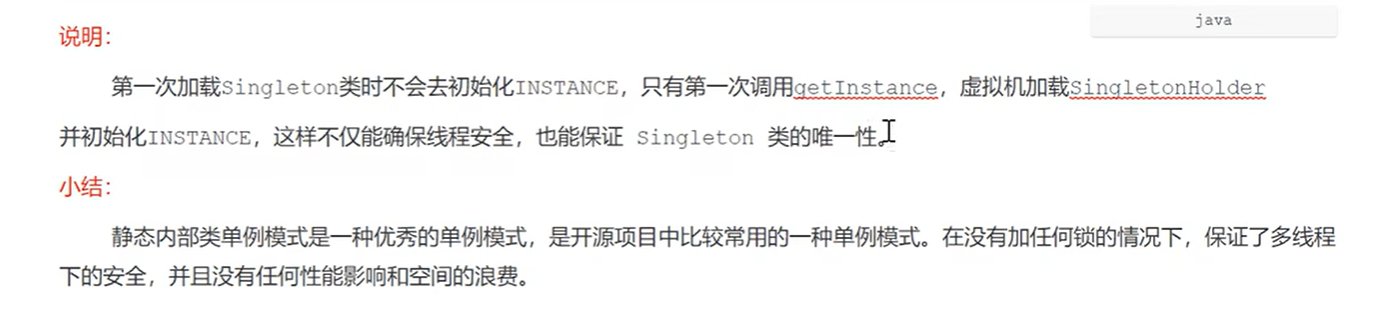 java
说明：
第一次加载Singleton类时不会去初始化INSTANCE，只有第一次调用getInstance，虚拟机加载SingletonHolder
并初始化INSTANCE，这样不仅能确保线程安全，也能保证 Singleton 类的唯一性。
小结：
静态内部类单例模式是一种优秀的单例模式，是开源项目中比较常用的一种单例模式。在没有加任何锁的情况下，保证了多线程
下的安全，并且没有任何性能影响和空间的浪费。